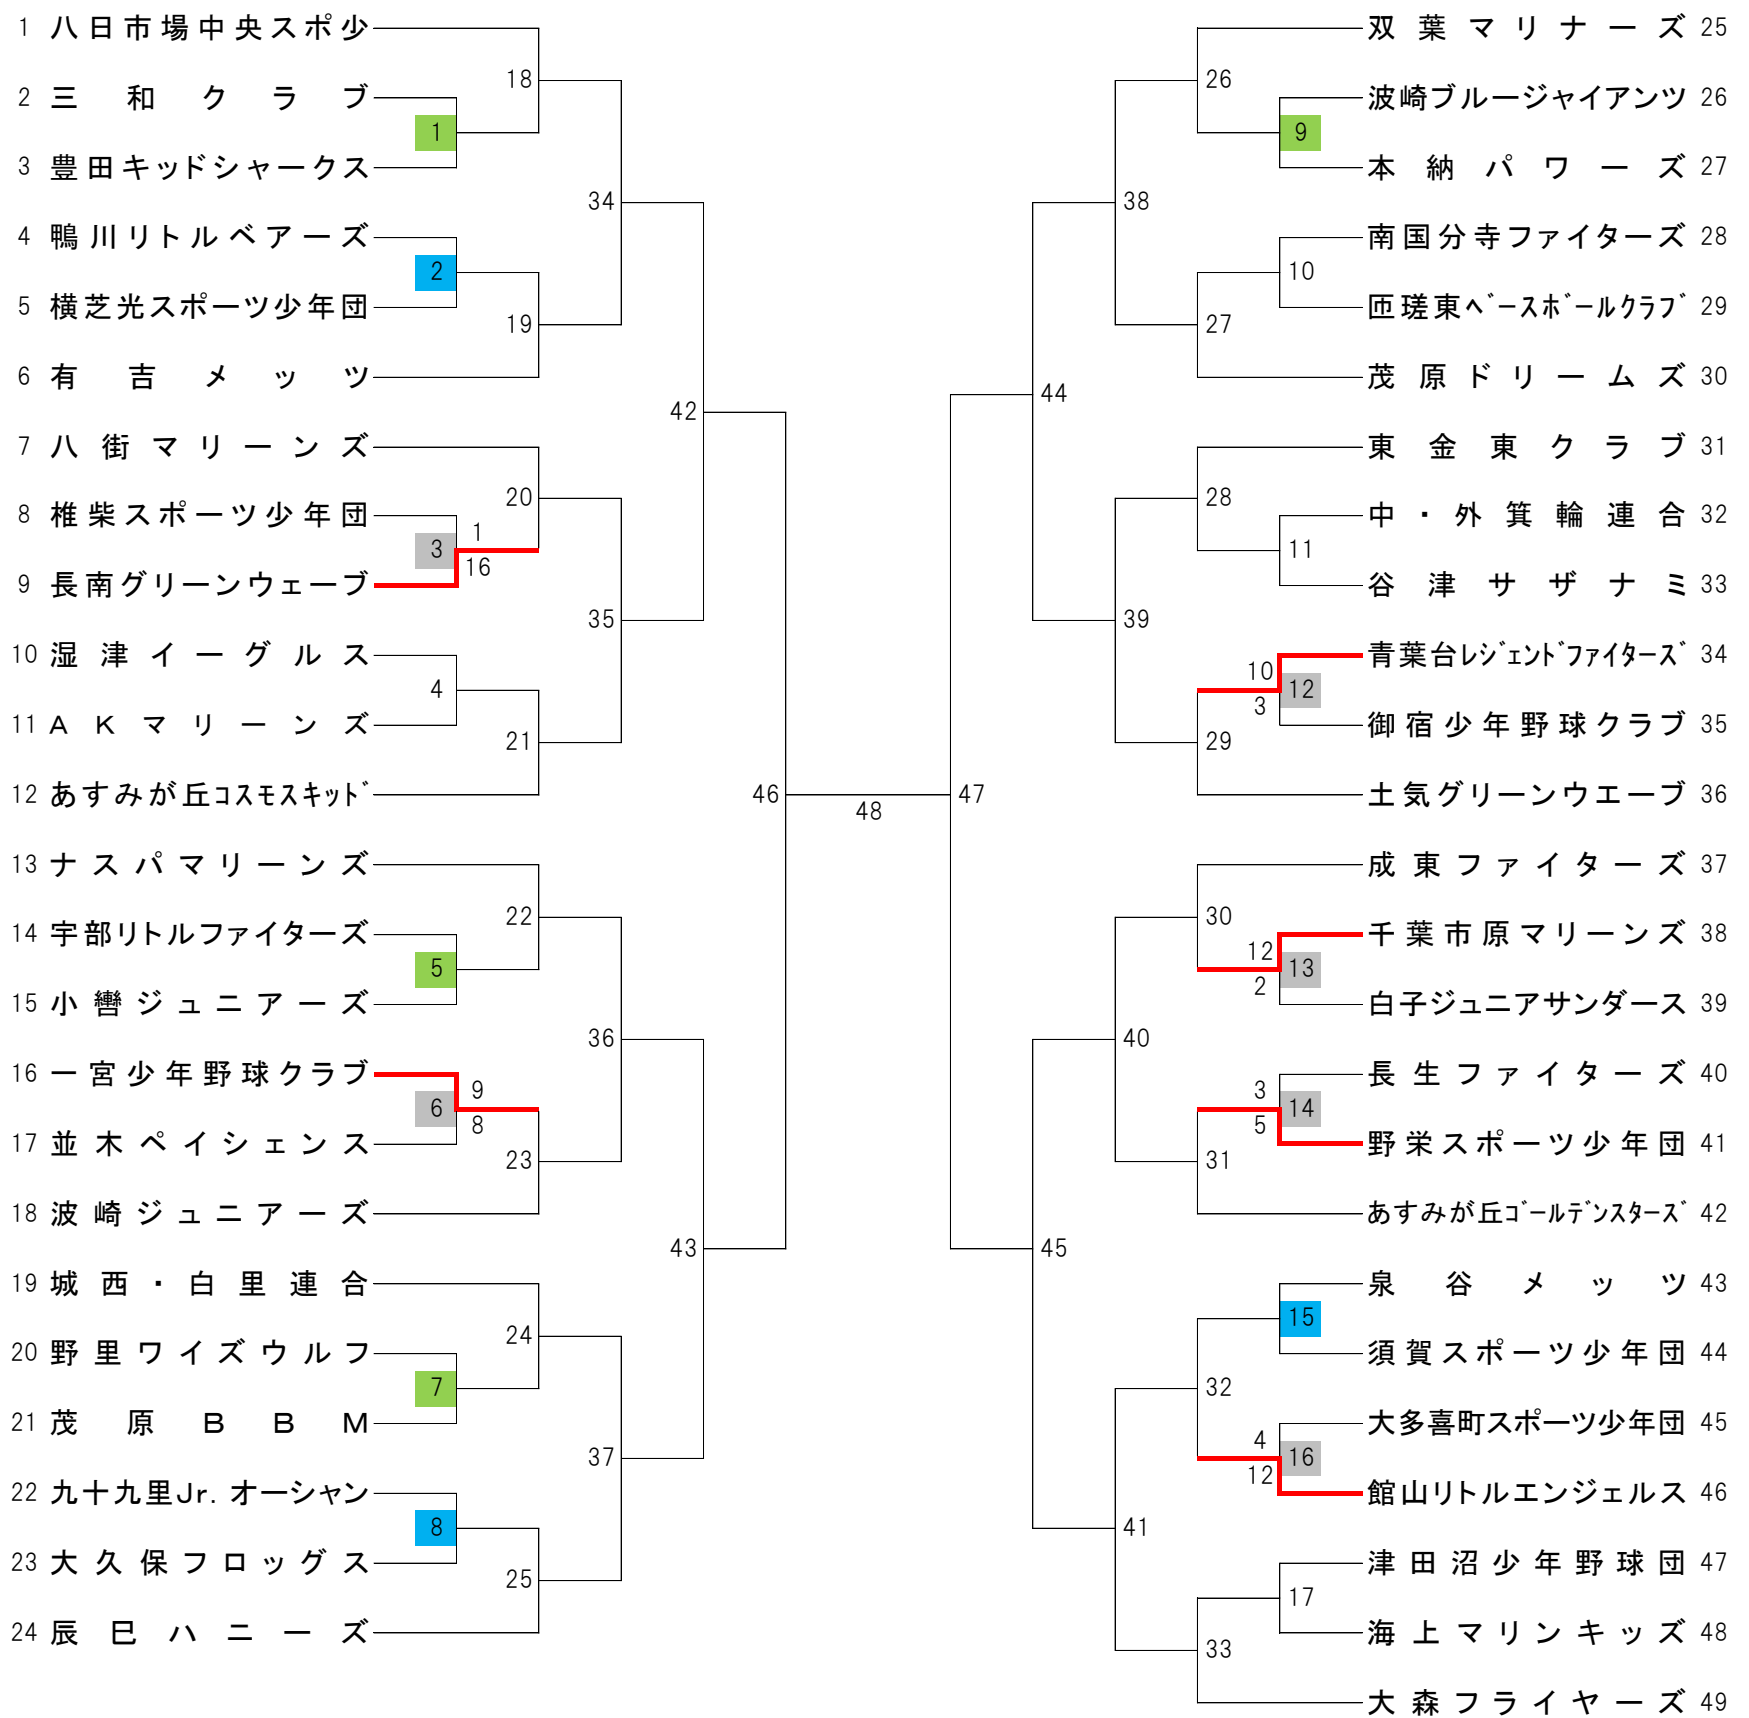 1 八日市場中央スポ少
2 三和クラブ
3 豊田キッドシャークス
4 鴨川リトルベアーズ
5 横芝光スポーツ少年団
6 有吉メッツ
7 八街マリーンズ
8 椎柴スポーツ少年団
9 長南グリーンウェーブ
10 湿津イーグルス
11 AKマリーンズ
12 あすみが丘コスモスキッド
13 ナスパマリーンズ
14 宇部リトルファイターズ
15 小轡ジュニアーズ
16 一宮少年野球クラブ
17 並木ペイシェンス
18 波崎ジュニアーズ
19 城西・白里連合
20 野里ワイズウルフ
21 茂原BBM
22 九十九里Jr.オーシャン
23 大久保フロッグス
24 辰巳ハニーズ
1
2
3
1
16
4
5
6
9
8
7
8
18
19
20
21
22
23
24
25
34
35
36
37
42
43
46
48
47
44
45
38
39
40
41
26
27
28
29
30
31
32
33
9
10
11
10
12
3
12
13
2
3
14
5
15
4
16
12
17
双葉マリナーズ 25
波崎ブルージャイアンツ 26
本納パワーズ 27
南国分寺ファイターズ 28
匝瑳東ベースボールクラブ 29
茂原ドリームズ 30
東金東クラブ 31
中・外箕輪連合 32
谷津サザナミ 33
青葉台レジェンドファイターズ 34
御宿少年野球クラブ 35
土気グリーンウエーブ 36
成東ファイターズ 37
千葉市原マリーンズ 38
白子ジュニアサンダース 39
長生ファイターズ 40
野栄スポーツ少年団 41
あすみが丘ゴールデンスターズ 42
泉谷メッツ 43
須賀スポーツ少年団 44
大多喜町スポーツ少年団 45
館山リトルエンジェルス 46
津田沼少年野球団 47
海上マリンキッズ 48
大森フライヤーズ 49